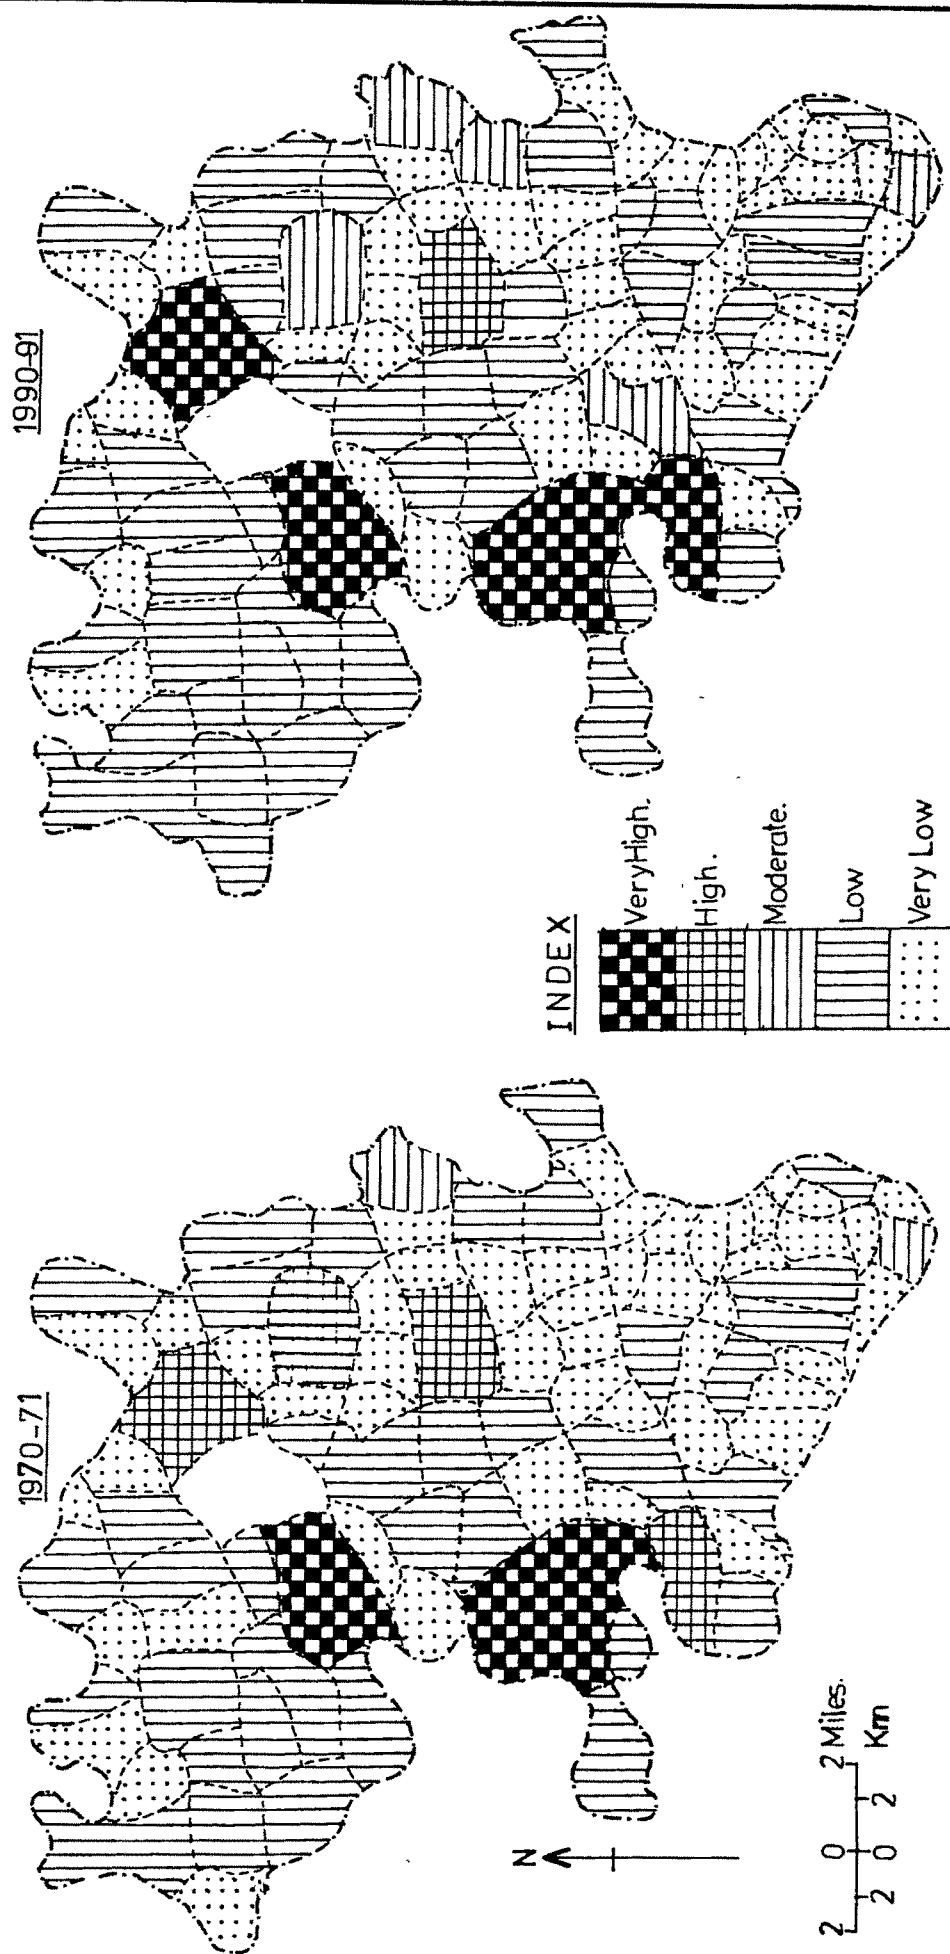 1970-71
1990-91
N
2 0 2 Miles.
2 0 2 Km
INDEX
VeryHigh.
High.
Moderate.
Low
Very Low